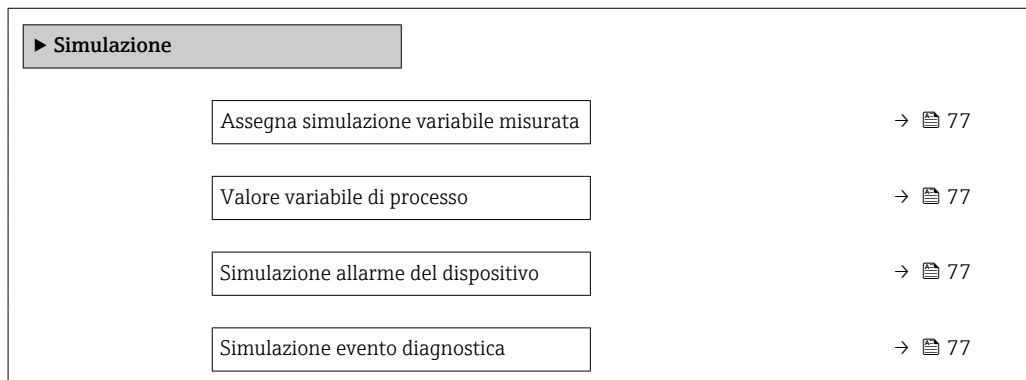 ▶ Simulazione
Assegna simulazione variabile misurata → 77
Valore variabile di processo → 77
Simulazione allarme del dispositivo → 77
Simulazione evento diagnostica → 77